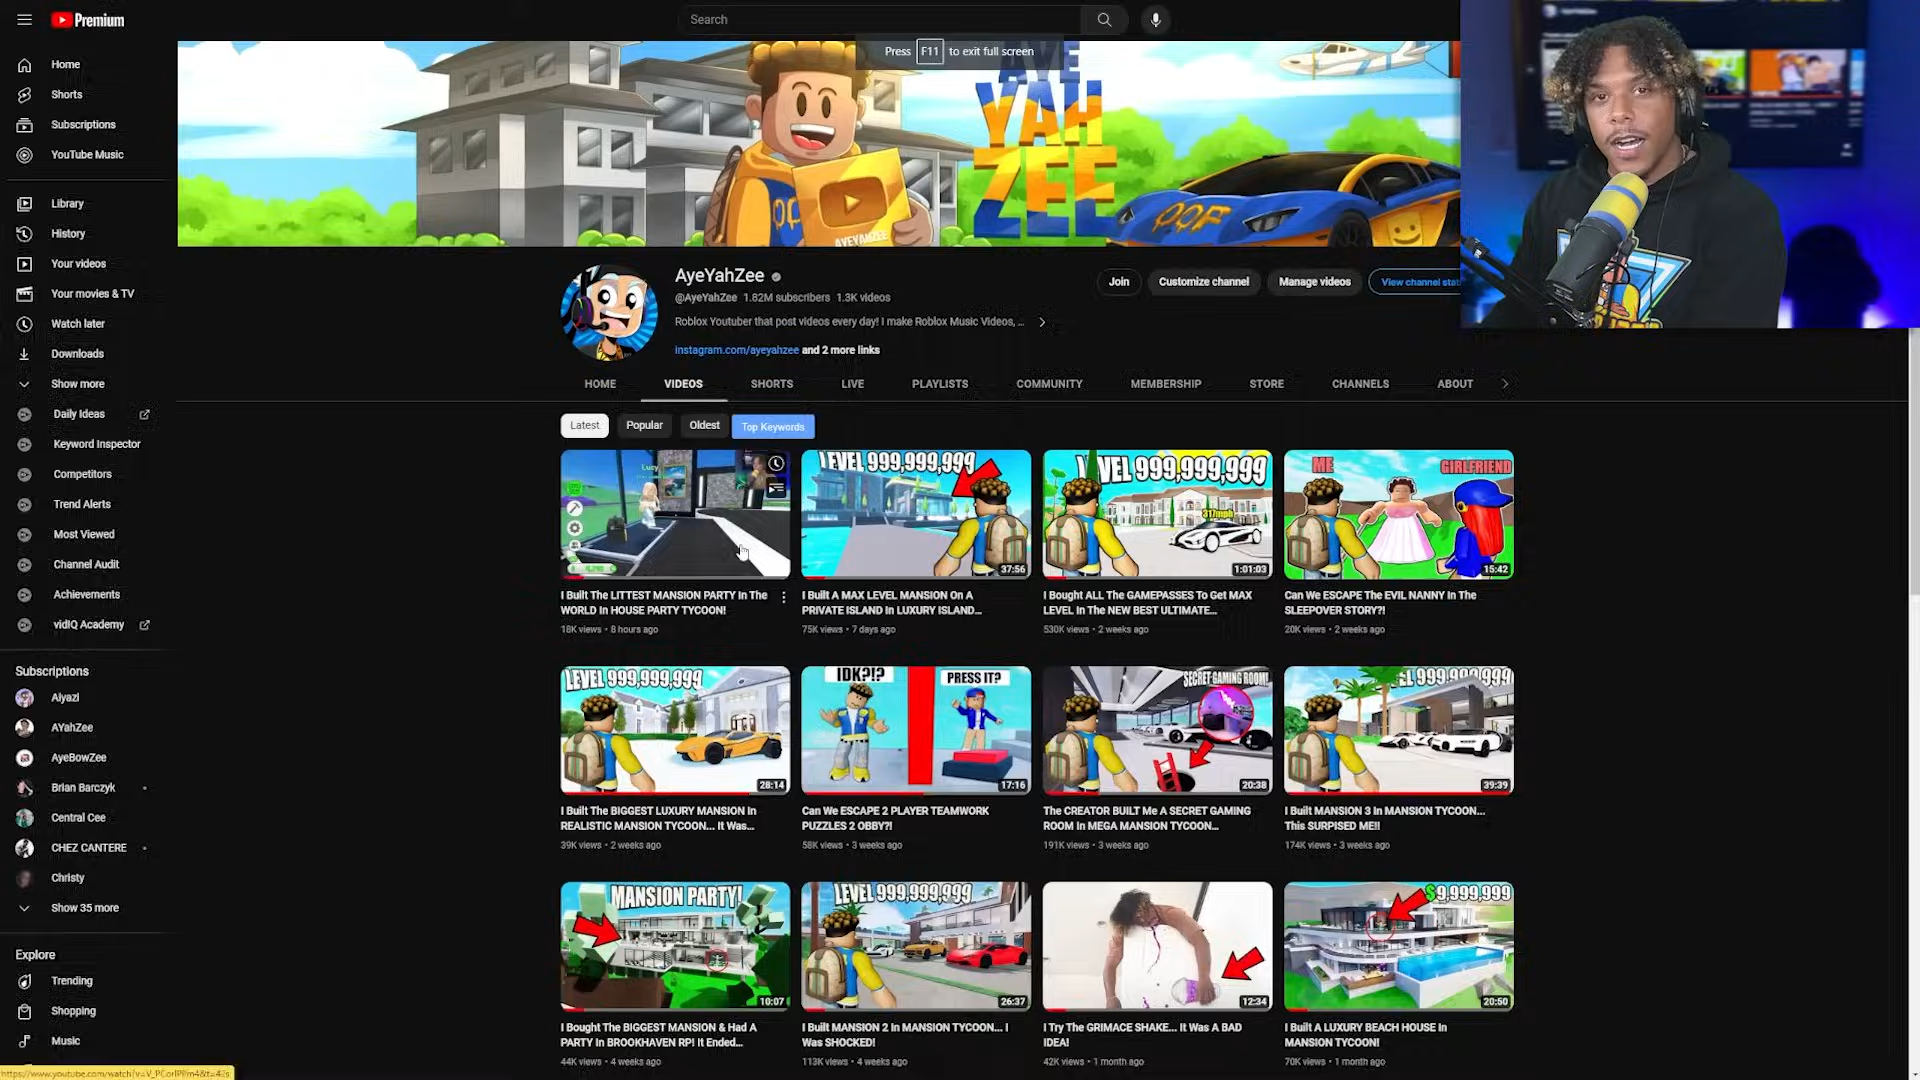 Premium
Search
Press F11 to exit full screen
Home
Shorts
Subscriptions
YouTube Music
Library
History
Your videos
Your movies & TV
Watch later
Downloads
Show more
Daily Ideas
Keyword Inspector
Competitors
Trend Alerts
Most Viewed
Channel Audit
Achievements
vidIQ Academy
Subscriptions
Aiyazi
AYahZee
AyeBowZee
Brian Barczyk
Central Cee
CHEZ CANTERE
Christy
Show 35 more
Explore
Trending
Shopping
Music
AYE
YAH
ZEE
AYEYAHZEE
OOF
AyeYahZee
@AyeYahZee 1.82M subscribers 1.3K videos
Roblox Youtuber that post videos every day! I make Roblox Music Videos, ...
instagram.com/ayeyahzee and 2 more links
Join
Customize channel
Manage videos
View channel
HOME
VIDEOS
SHORTS
LIVE
PLAYLISTS
COMMUNITY
MEMBERSHIP
STORE
CHANNELS
ABOUT
Latest
Popular
Oldest
Top Keywords
Lucy
I Built The LITTEST MANSION PARTY In The
WORLD In HOUSE PARTY TYCOON!
18K views • 8 hours ago
LEVEL 999,999,999
37:56
I Built A MAX LEVEL MANSION On A
PRIVATE ISLAND In LUXURY ISLAND...
75K views • 7 days ago
LEVEL 999,999,999
317mph
1:01:03
I Bought ALL The GAMEPASSES To Get MAX
LEVEL In The NEW BEST ULTIMATE...
530K views • 2 weeks ago
ME
GIRLFRIEND
15:42
Can We ESCAPE The EVIL NANNY In The
SLEEPOVER STORY?!
20K views • 2 weeks ago
LEVEL 999,999,999
28:14
I Built The BIGGEST LUXURY MANSION In
REALISTIC MANSION TYCOON... It Was...
39K views • 2 weeks ago
IDK?!?
PRESS IT?
17:16
Can We ESCAPE 2 PLAYER TEAMWORK
PUZZLES 2 OBBY?!
58K views • 3 weeks ago
SECRET GAMING ROOM!
20:38
The CREATOR BUILT Me A SECRET GAMING
ROOM In MEGA MANSION TYCOON...
191K views • 3 weeks ago
999,999,999
39:39
I Built MANSION 3 In MANSION TYCOON...
This SURPISED ME!!
174K views • 3 weeks ago
MANSION PARTY!
10:07
I Bought The BIGGEST MANSION & Had A
PARTY In BROOKHAVEN RP! It Ended...
44K views • 4 weeks ago
LEVEL 999,999,999
26:37
I Built MANSION 2 In MANSION TYCOON... I
Was SHOCKED!
113K views • 4 weeks ago
12:34
I Try The GRIMACE SHAKE... It Was A BAD
IDEA!
42K views • 1 month ago
$9,999,999
20:50
I Built A LUXURY BEACH HOUSE In
MANSION TYCOON!
70K views • 1 month ago